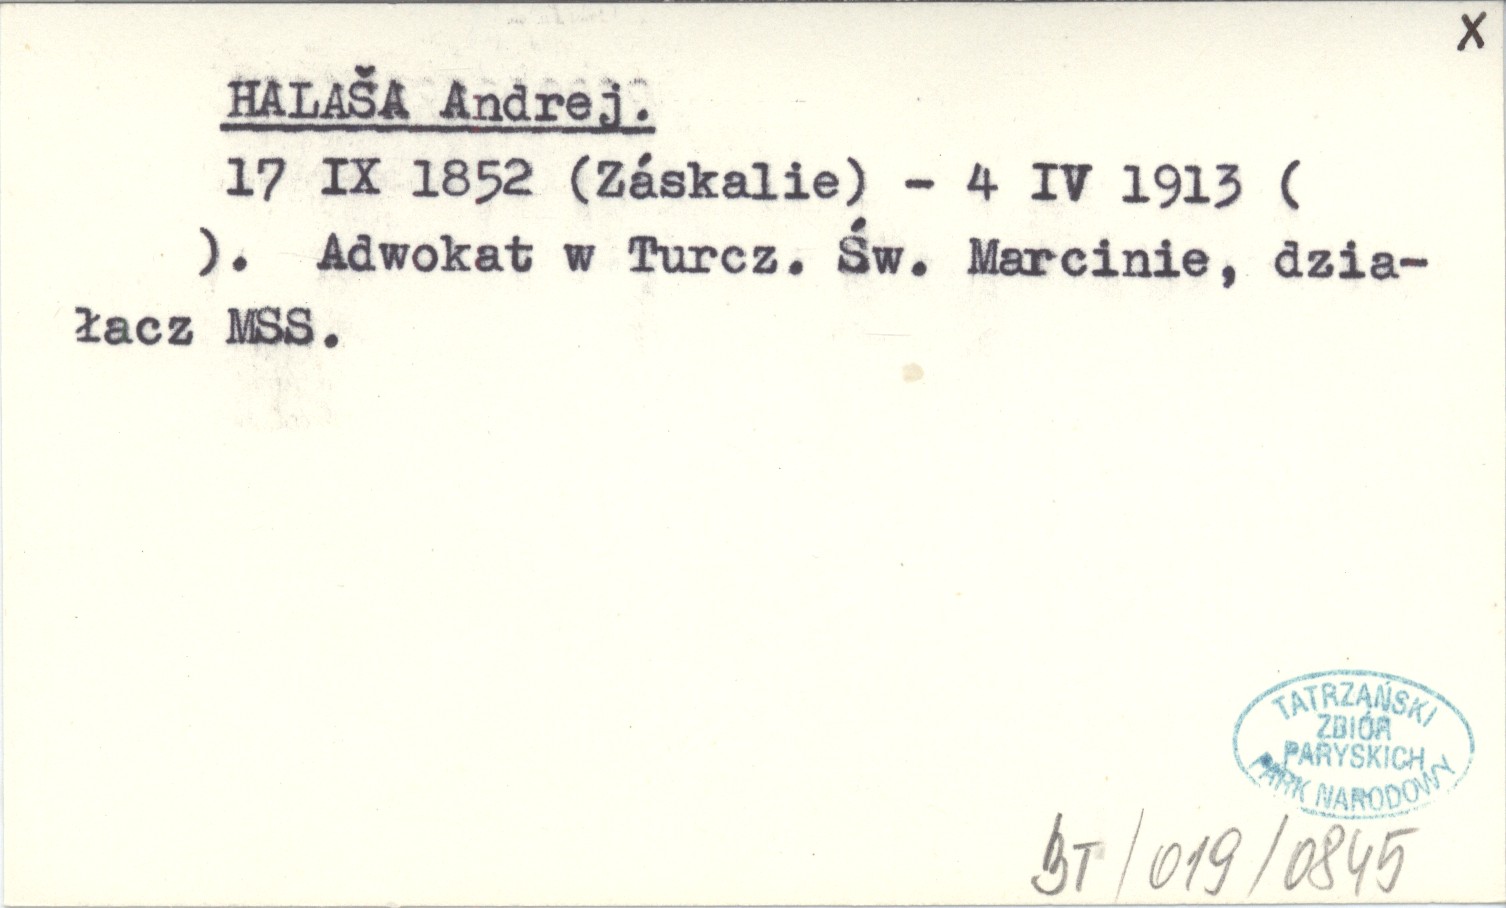 X
HALAŠA Andrej.
17 IX 1852 (Záskalie) - 4 IV 1913 (
). Adwokat w Turcz. Św. Marcinie, dzia-
łacz MSS.
TATRZAŃSKI
ZBIÓR
PARYSKICH
PARK NARODOWY
BT/019/0845